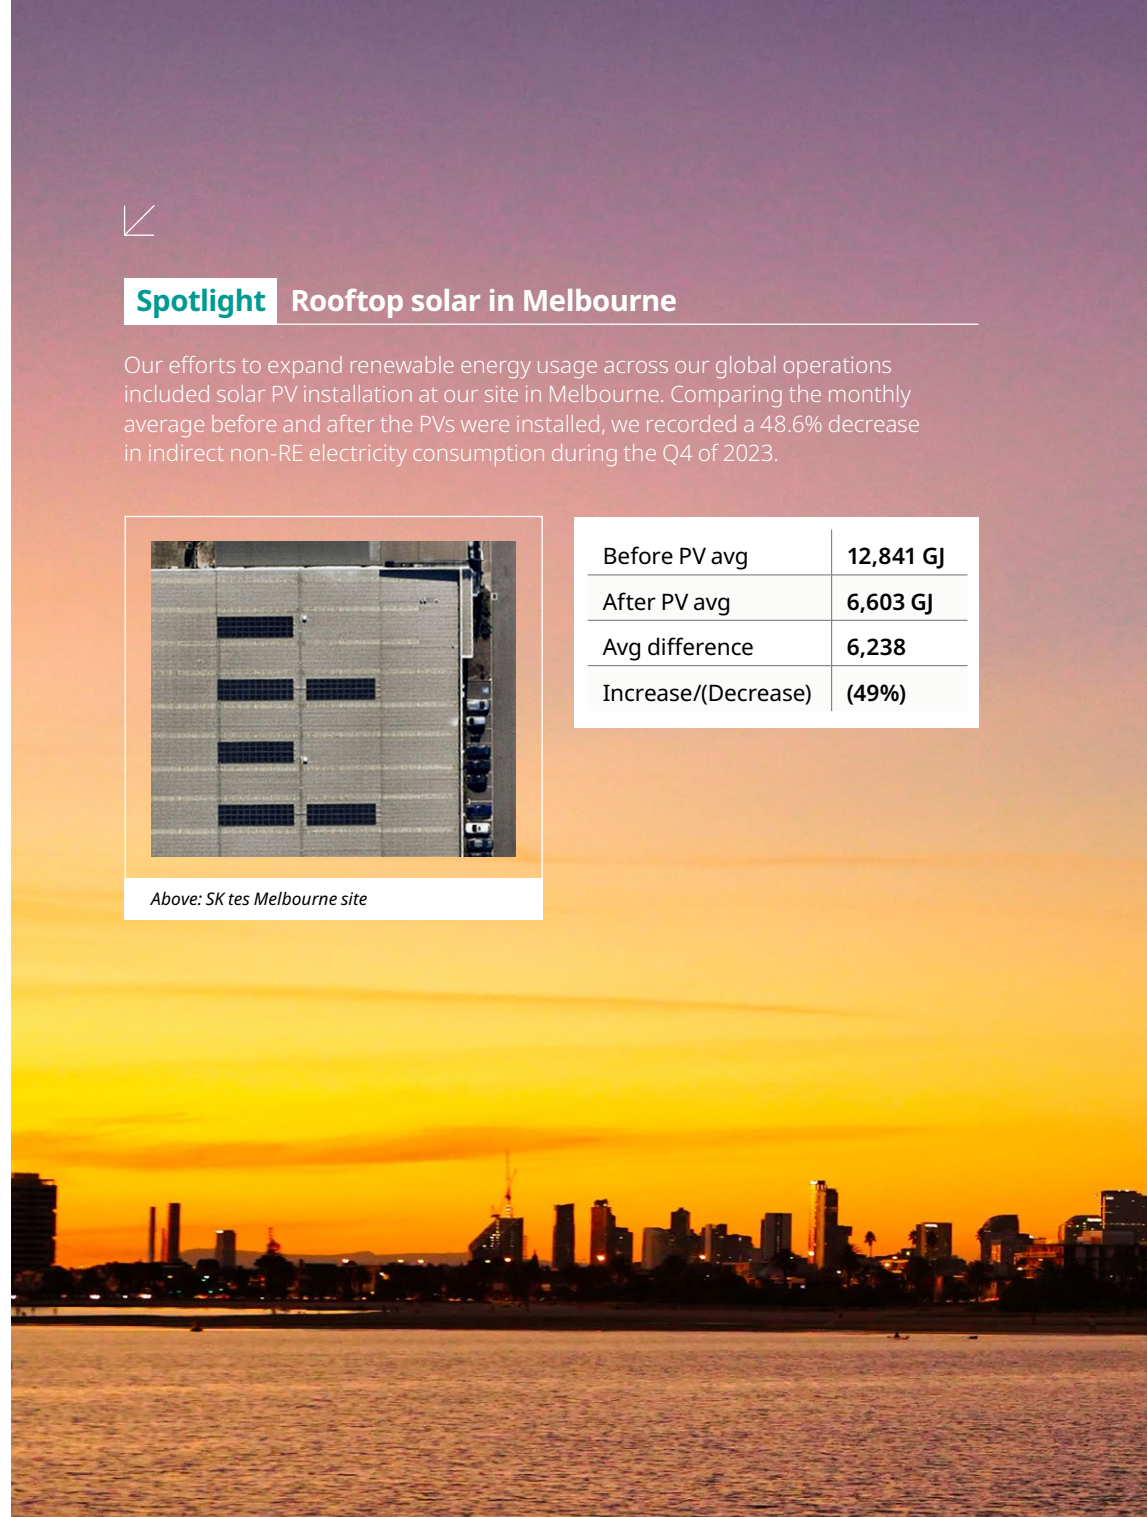 Spotlight Rooftop solar in Melbourne
Our efforts to expand renewable energy usage across our global operations
included solar PV installation at our site in Melbourne. Comparing the monthly
average before and after the PVs were installed, we recorded a 48.6% decrease
in indirect non-RE electricity consumption during the Q4 of 2023.
Before PV avg 12,841 GJ
After PV avg 6,603 GJ
Avg difference 6,238
Increase/(Decrease) (49%)
Above: SK tes Melbourne site